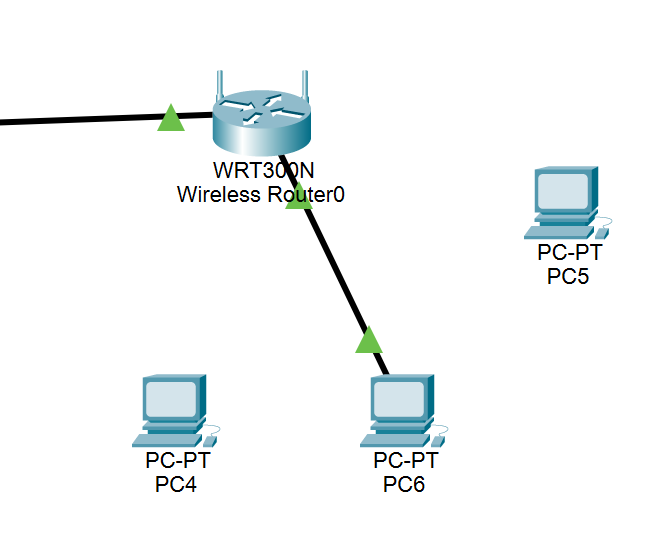 WRT300N
Wireless Router0
PC-PT
PC5
PC-PT
PC4
PC-PT
PC6